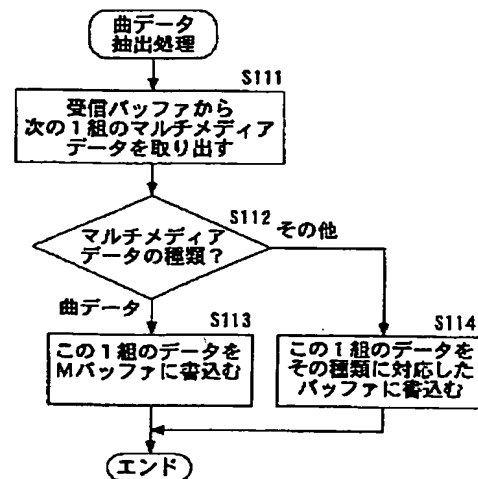 曲データ
抽出処理
S111
受信バッファから
次の1組のマルチメディア
データを取り出す
S112
マルチメディア
データの種類？
その他
曲データ
S113
この1組のデータを
Mバッファに書込む
S114
この1組のデータを
その種類に対応した
バッファに書込む
エンド